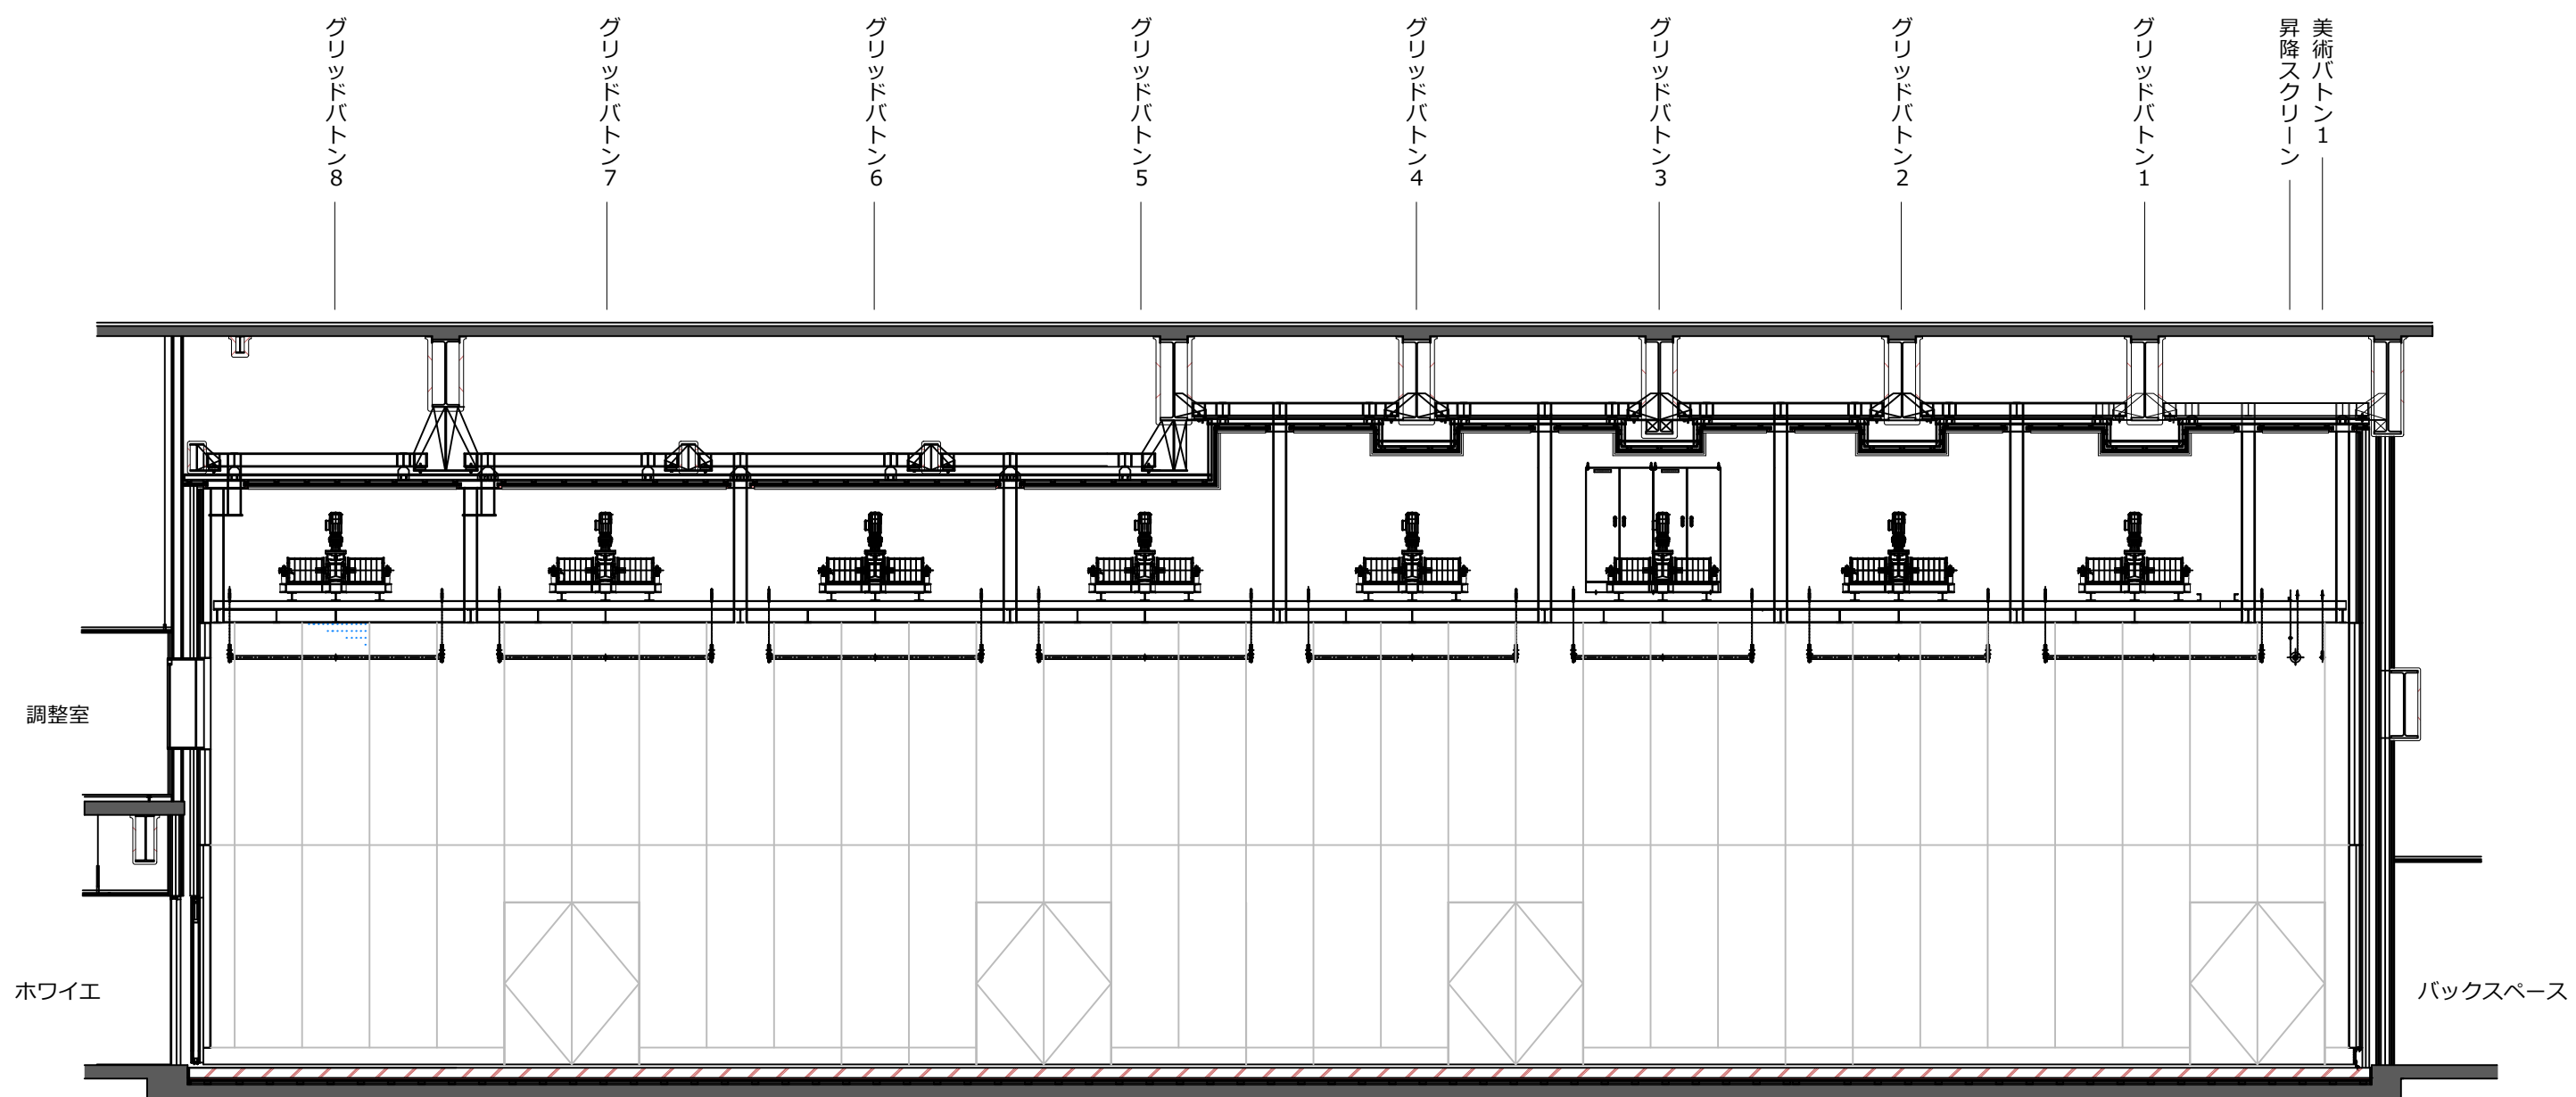 グリッドバトン8
グリッドバトン7
グリッドバトン6
グリッドバトン5
グリッドバトン4
グリッドバトン3
グリッドバトン2
グリッドバトン1
昇降スクリーン
美術バトン1
調整室
ホワイエ
バックスペース